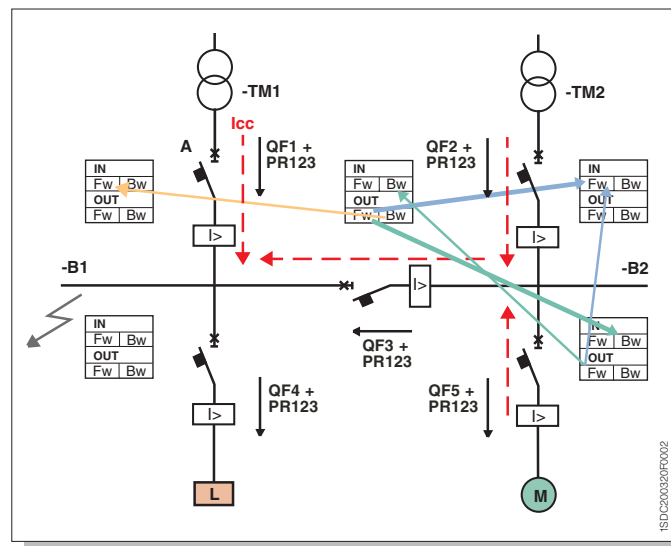 -TM1
-TM2
Icc
A
QF1 +
PR123
QF2 +
PR123
IN
Fw Bw
OUT
Fw Bw
IN
Fw Bw
OUT
Fw Bw
IN
Fw Bw
OUT
Fw Bw
I>
I>
-B1
-B2
I>
IN
Fw Bw
OUT
Fw Bw
IN
Fw Bw
OUT
Fw Bw
QF3 +
PR123
QF4 +
PR123
QF5 +
PR123
I>
I>
L
M
1SDC200320F0002